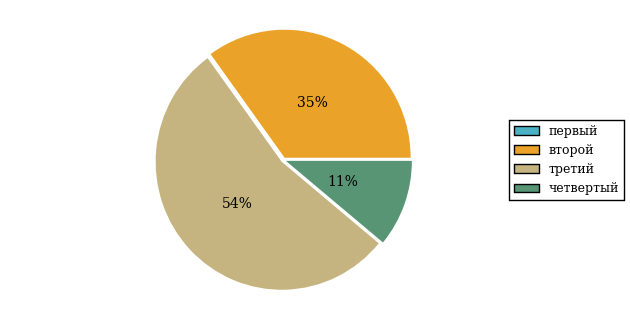 35%
11%
54%
первый
второй
третий
четвертый